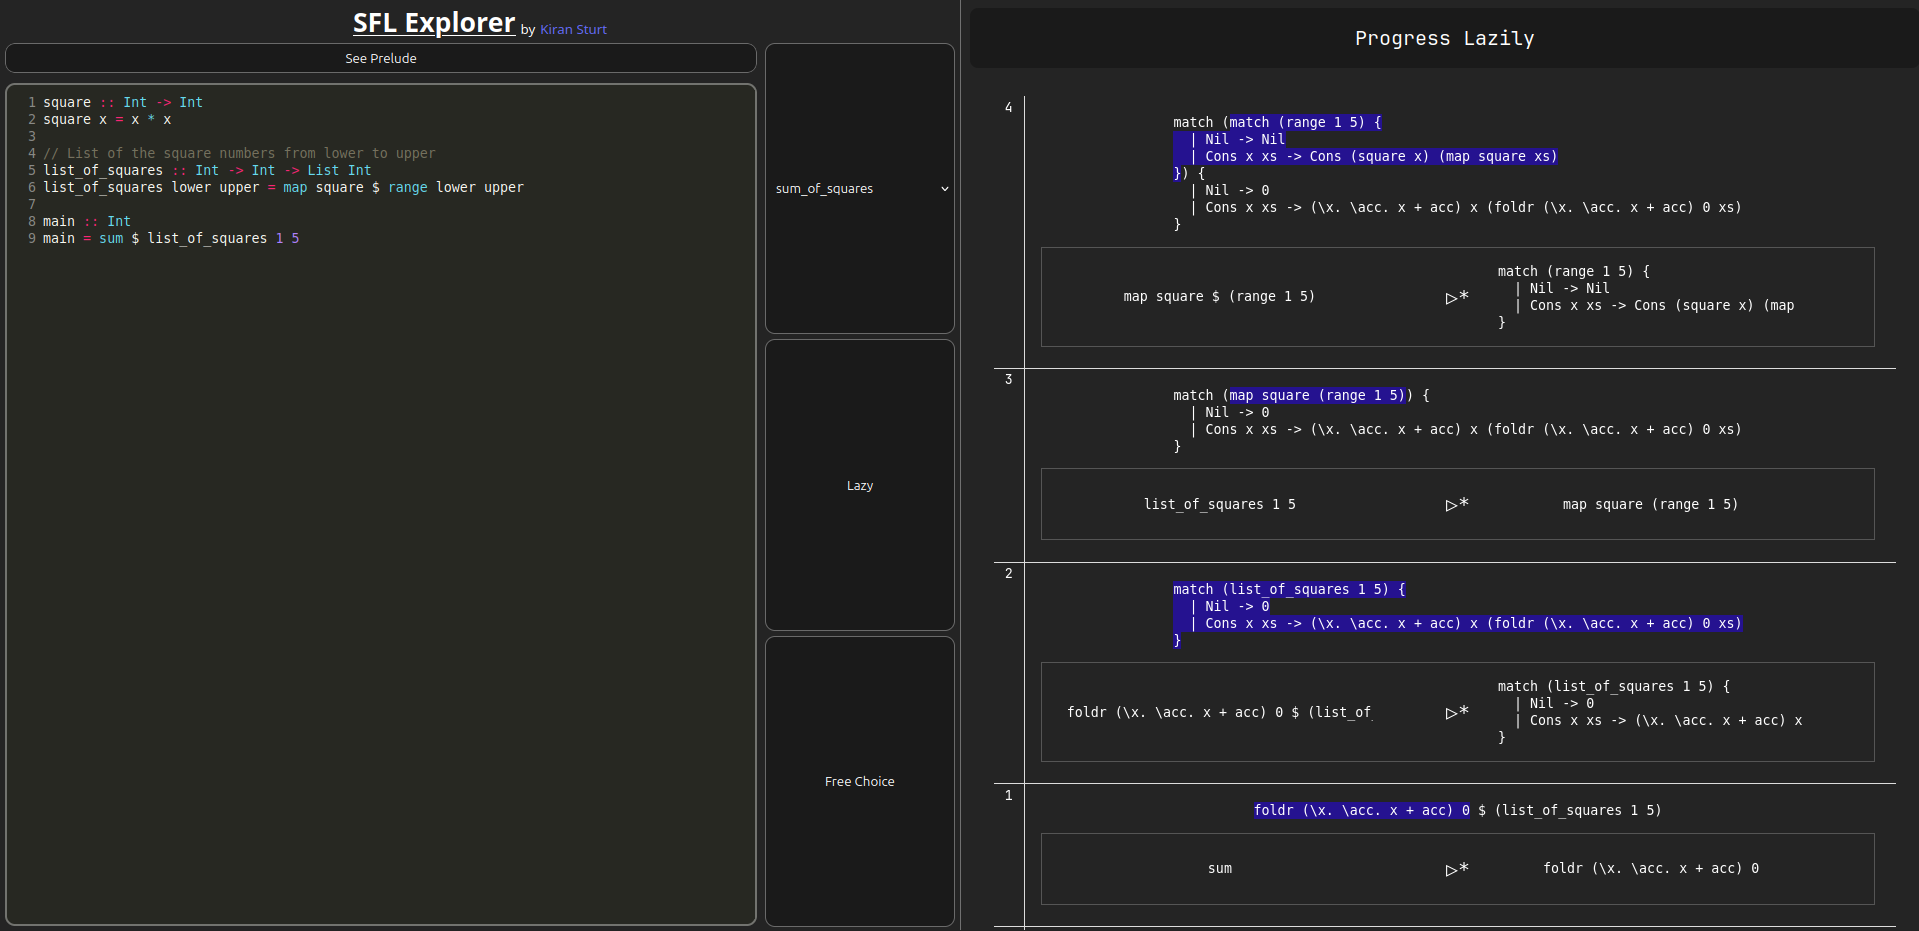 SFL Explorer by Kiran Sturt
See Prelude
1 square :: Int -> Int
2 square x = x * x
3
4 // List of the square numbers from lower to upper
5 list_of_squares :: Int -> Int -> List Int
6 list_of_squares lower upper = map square $ range lower upper
7
8 main :: Int
9 main = sum $ list_of_squares 1 5
sum_of_squares
Lazy
Free Choice
Progress Lazily
4
match (match (range 1 5) {
  | Nil -> Nil
  | Cons x xs -> Cons (square x) (map square xs)
}) {
  | Nil -> 0
  | Cons x xs -> (\x. \acc. x + acc) x (foldr (\x. \acc. x + acc) 0 xs)
}
map square $ (range 1 5)
▷*
match (range 1 5) {
  | Nil -> Nil
  | Cons x xs -> Cons (square x) (map
}
3
match (map square (range 1 5)) {
  | Nil -> 0
  | Cons x xs -> (\x. \acc. x + acc) x (foldr (\x. \acc. x + acc) 0 xs)
}
list_of_squares 1 5
▷*
map square (range 1 5)
2
match (list_of_squares 1 5) {
  | Nil -> 0
  | Cons x xs -> (\x. \acc. x + acc) x (foldr (\x. \acc. x + acc) 0 xs)
}
foldr (\x. \acc. x + acc) 0 $ (list_of_
▷*
match (list_of_squares 1 5) {
  | Nil -> 0
  | Cons x xs -> (\x. \acc. x + acc) x
}
1
foldr (\x. \acc. x + acc) 0 $ (list_of_squares 1 5)
sum
▷*
foldr (\x. \acc. x + acc) 0